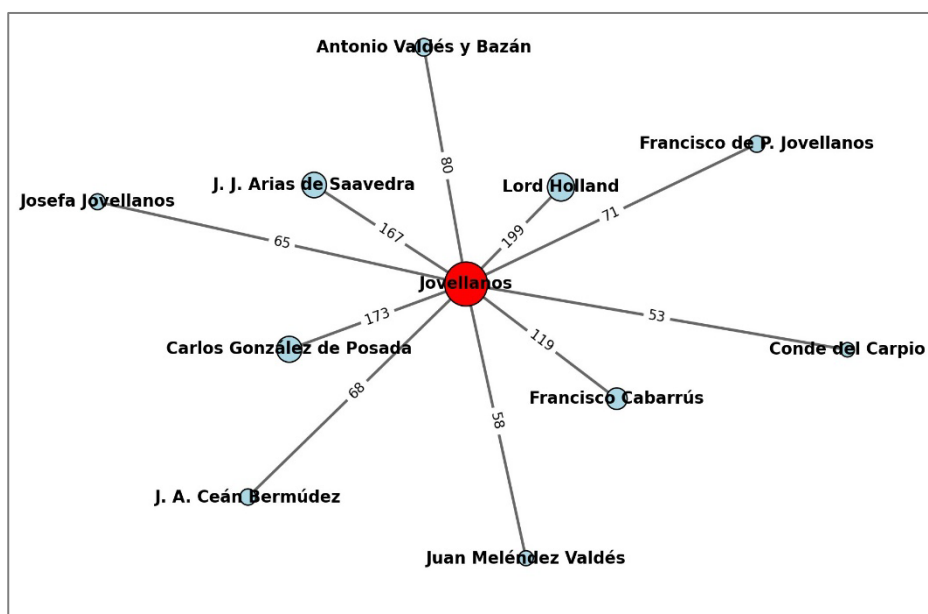 Antonio Valdés y Bazán
Francisco de P. Jovellanos
80
J. J. Arias de Saavedra
Lord Holland
Josefa Jovellanos
71
167
199
65
Jovellanos
173
53
119
Carlos González de Posada
Conde del Carpio
68
Francisco Cabarrús
58
J. A. Ceán Bermúdez
Juan Meléndez Valdés